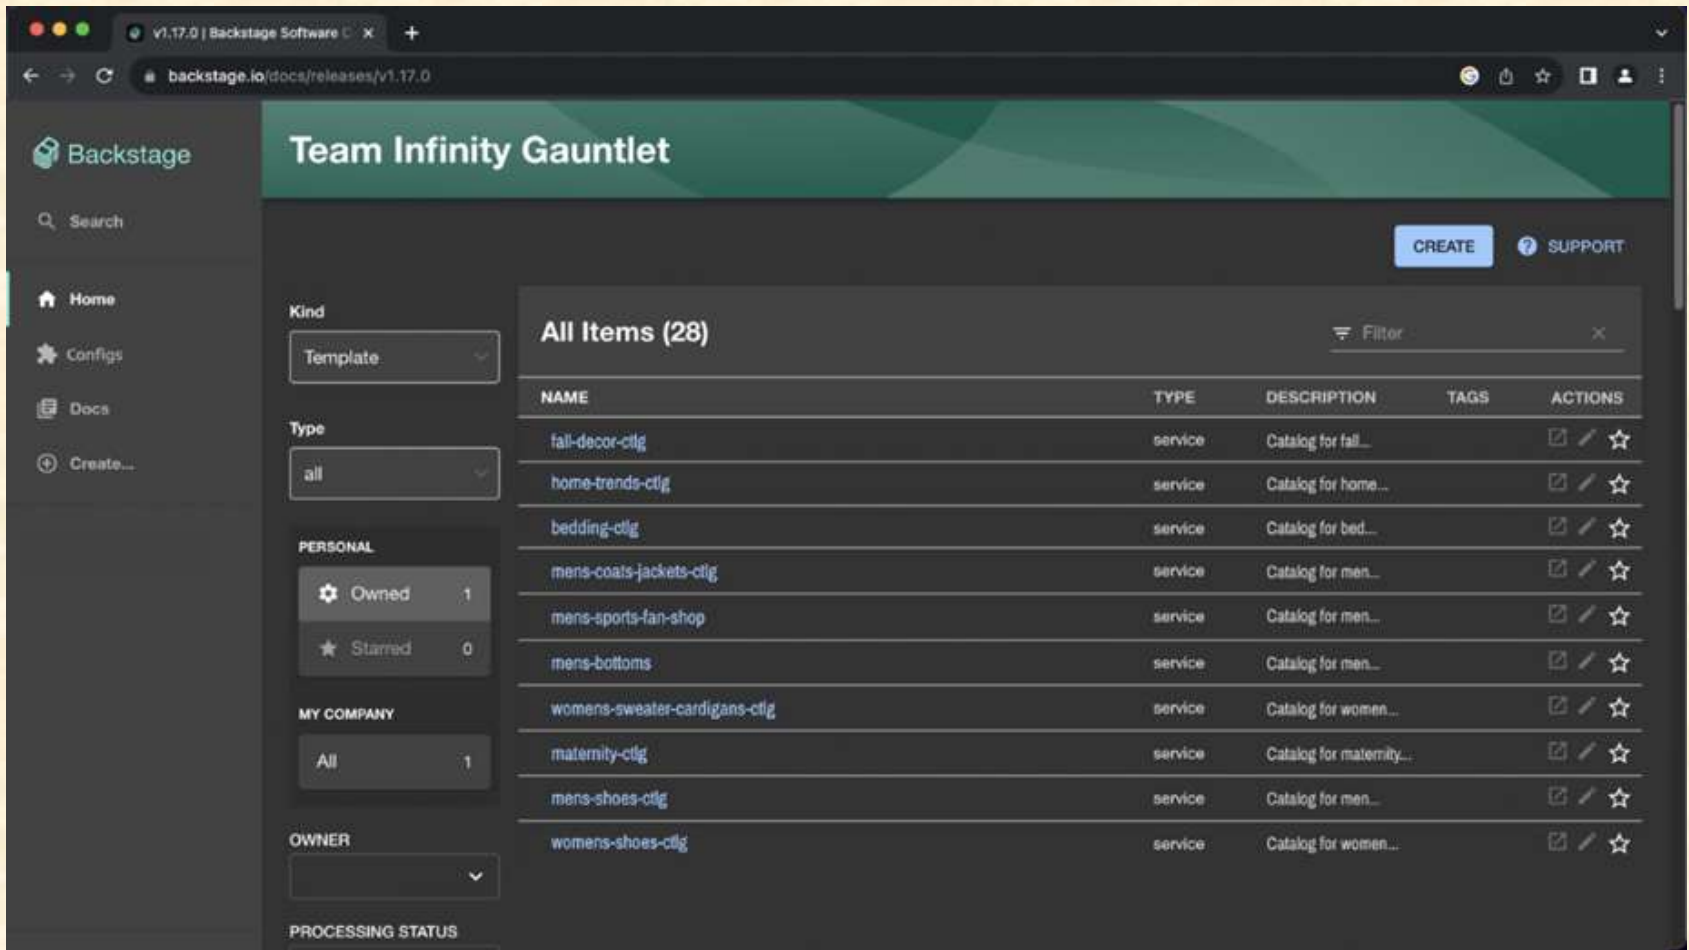 v1.17.0 | Backstage Software
backstage.io/docs/releases/v1.17.0
Backstage
Search
Home
Configs
Docs
Create...
Team Infinity Gauntlet
CREATE
SUPPORT
Kind
Template
Type
all
PERSONAL
Owned 1
Starred 0
MY COMPANY
All 1
OWNER
PROCESSING STATUS
All Items (28)
Filter
NAME TYPE DESCRIPTION TAGS ACTIONS
fall-decor-ctlg service Catalog for fall...
home-trends-ctlg service Catalog for home...
bedding-ctlg service Catalog for bed...
mens-coats-jackets-ctlg service Catalog for men...
mens-sports-fan-shop service Catalog for men...
mens-bottoms service Catalog for men...
womens-sweater-cardigans-ctlg service Catalog for women...
maternity-ctlg service Catalog for maternity...
mens-shoes-ctlg service Catalog for men...
womens-shoes-ctlg service Catalog for women...